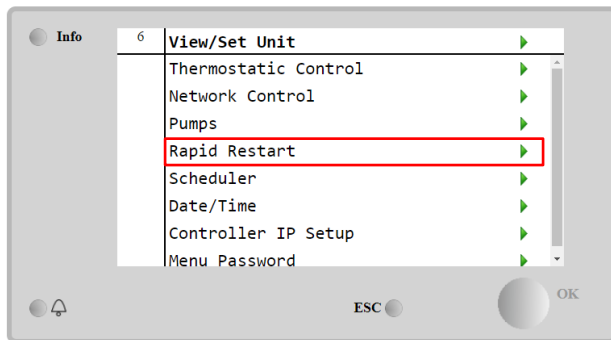 Info
6 View/Set Unit
Thermostatic Control
Network Control
Pumps
Rapid Restart
Scheduler
Date/Time
Controller IP Setup
Menu Password
OK
ESC